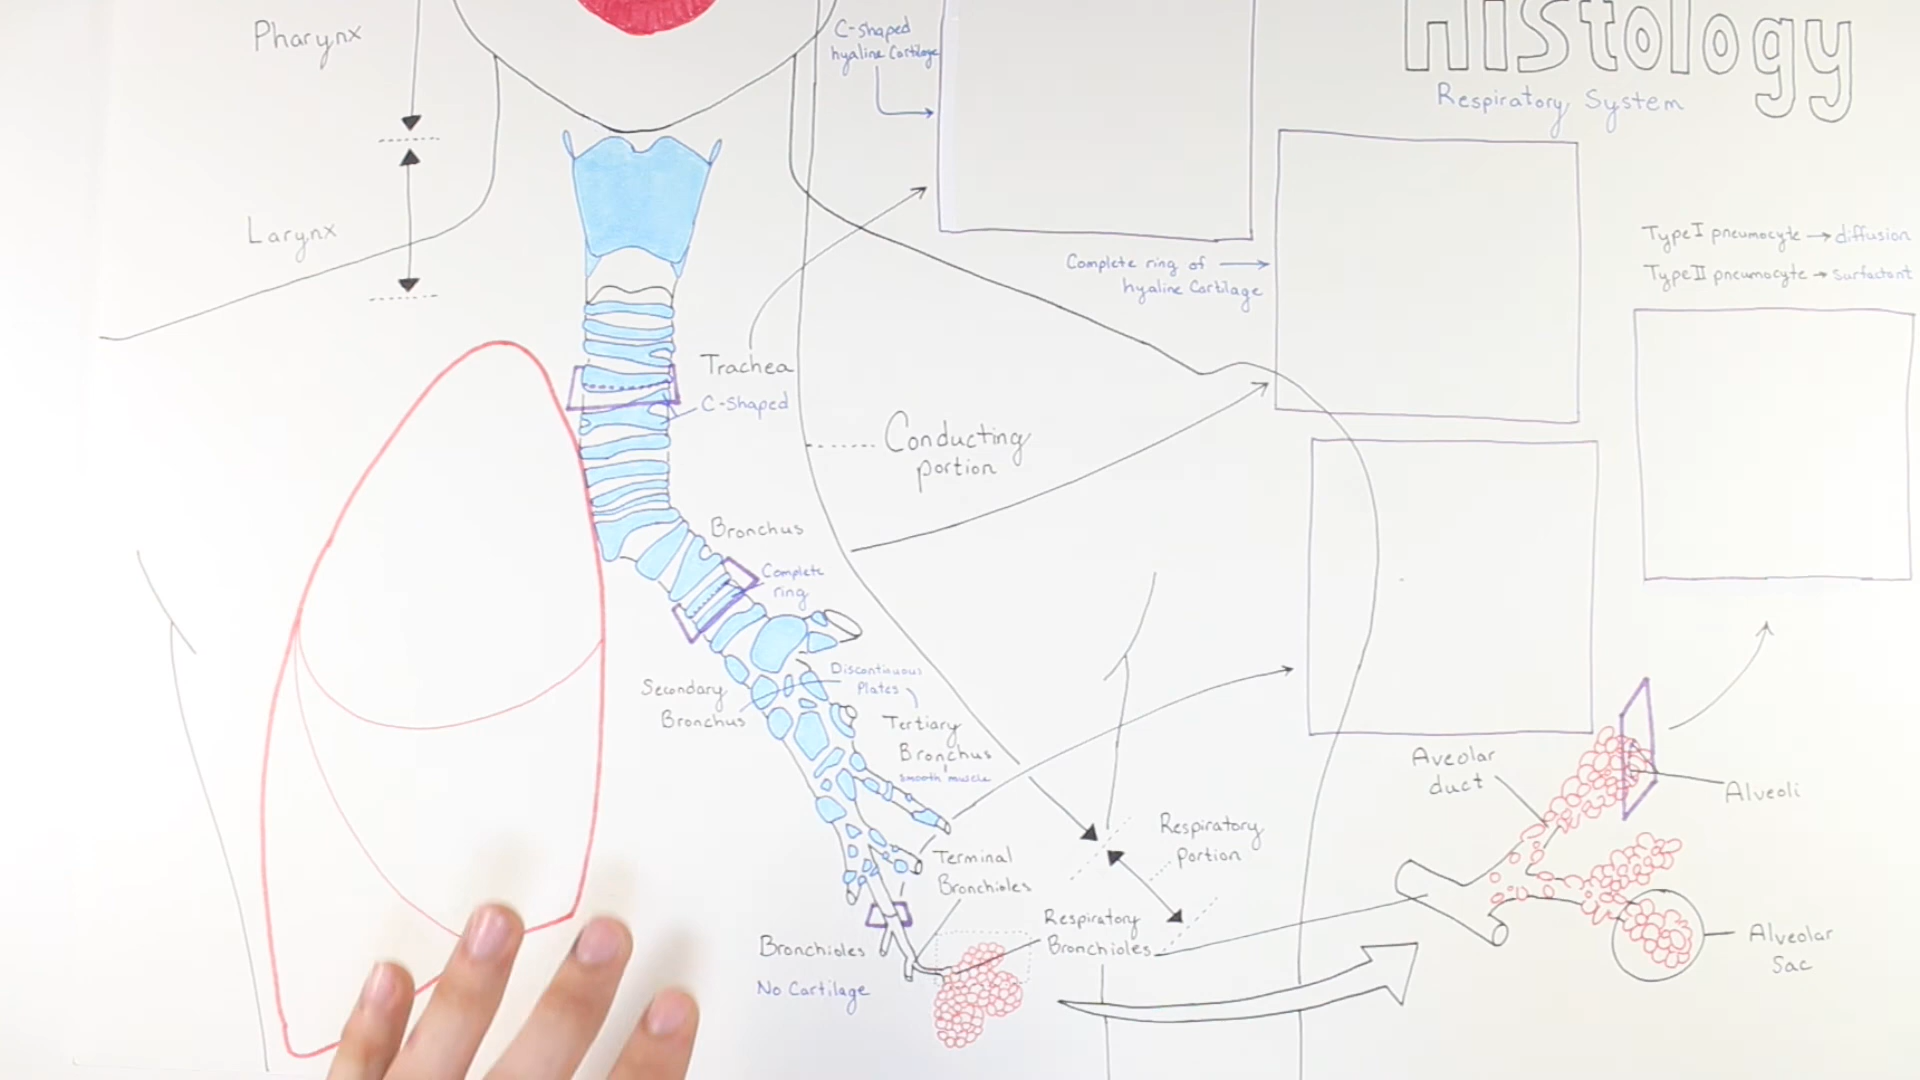 Pharynx
C-shaped
hyaline Cartilage
Histology
Respiratory System
Larynx
Type I pneumocyte → diffusion
Type II pneumocyte → surfactant
Complete ring of
hyaline Cartilage
Trachea
C-shaped
Conducting
portion
Bronchus
Complete
ring
Discontinuous
Plates
Secondary
Bronchus
Tertiary
Bronchus
smooth muscle
Aveolar
duct
Alveoli
Respiratory
portion
Terminal
Bronchioles
Respiratory
Bronchioles
Bronchioles
No Cartilage
Alveolar
Sac